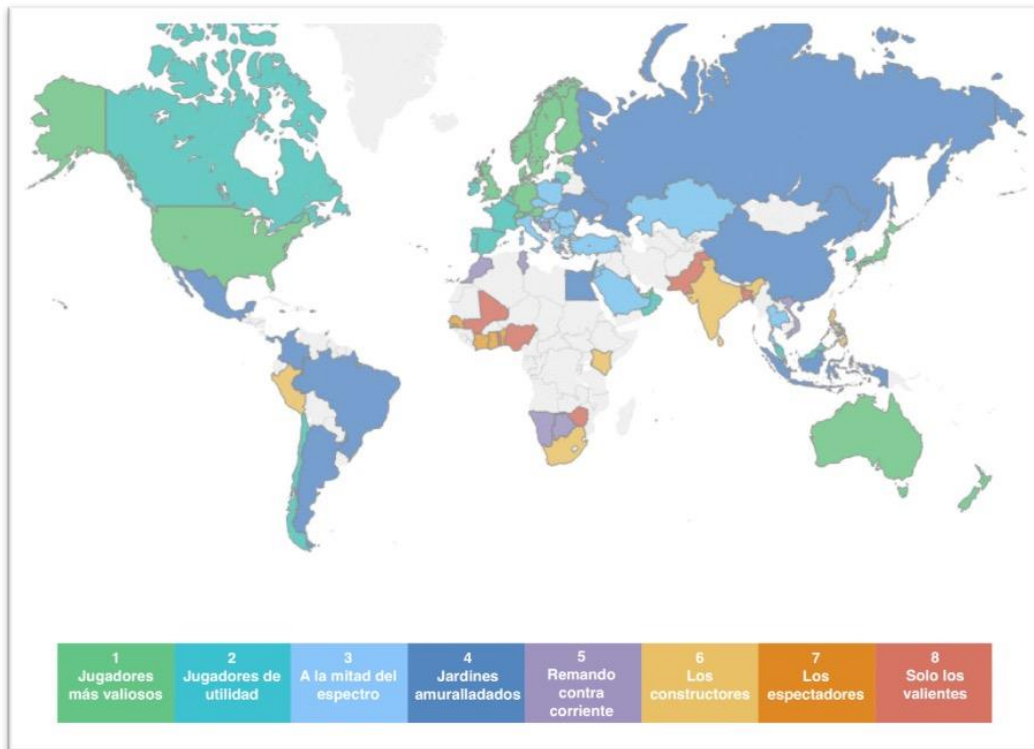 1
Jugadores
más valiosos
2
Jugadores de
utilidad
3
A la mitad del
espectro
4
Jardines
amuralladados
5
Remando
contra
corriente
6
Los
constructores
7
Los
espectadores
8
Solo los
valientes